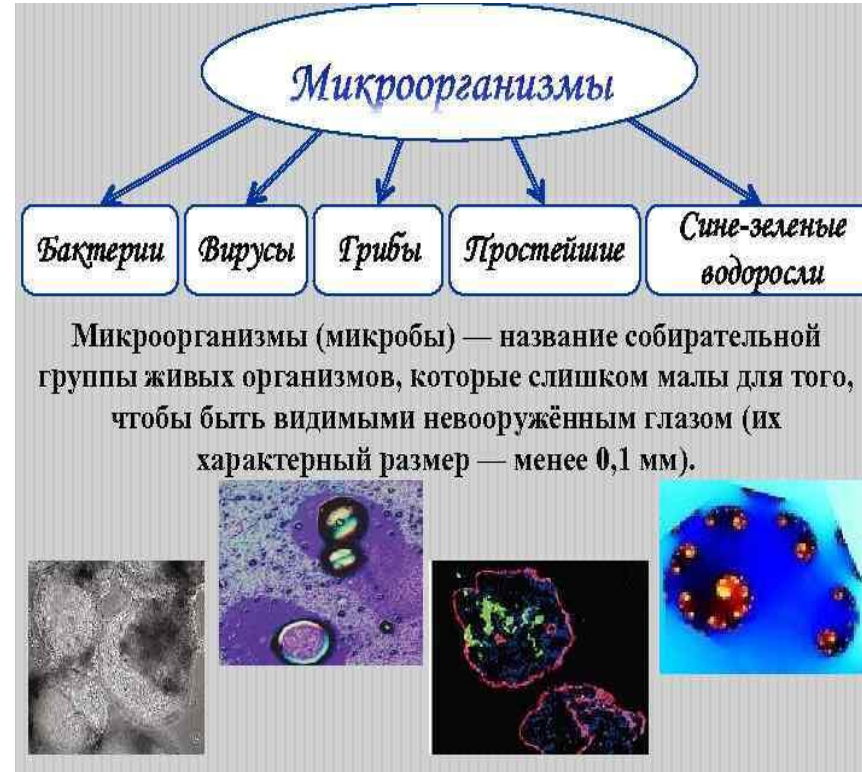 Микроорганизмы
Бактерии
Вирусы
Грибы
Простейшие
Сине-зеленые
водоросли
Микроорганизмы (микробы) — название собирательной
группы живых организмов, которые слишком малы для того,
чтобы быть видимыми невооружённым глазом (их
характерный размер — менее 0,1 мм).